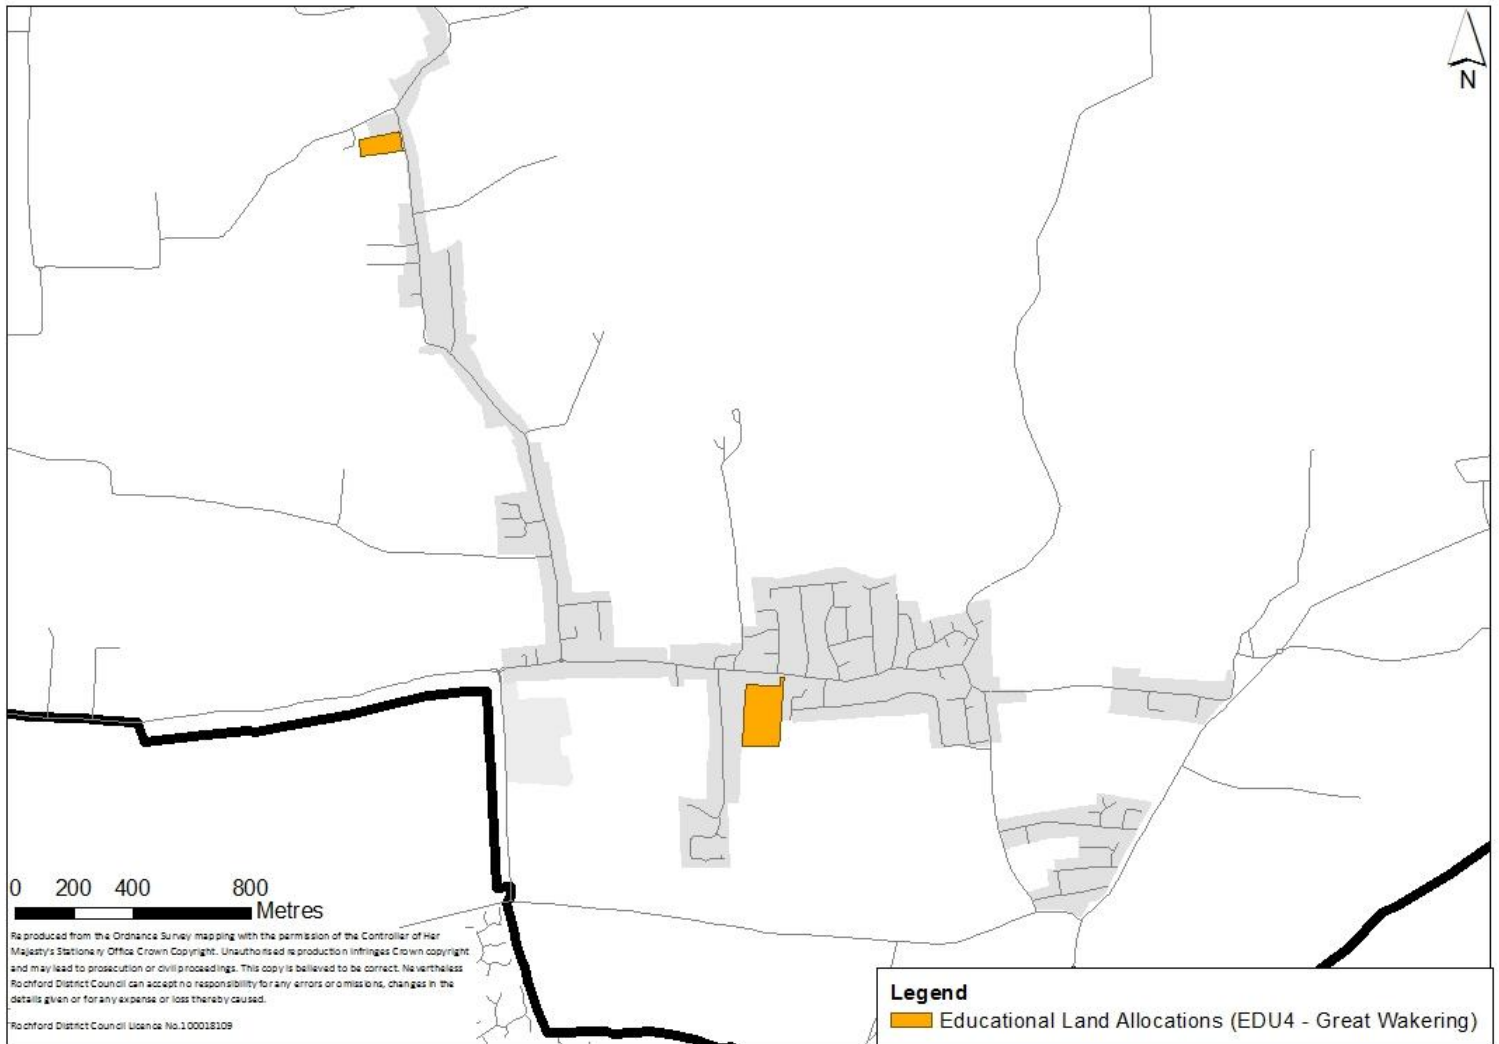 N
0 200 400 800
Metres
Reproduced from the Ordnance Survey mapping with the permission of the Controller of Her
Majesty's Stationery Office Crown Copyright. Unauthorised reproduction infringes Crown copyright
and may lead to prosecution or civil proceedings. This copy is believed to be correct. Nevertheless
Rochford District Council can accept no responsibility for any errors or omissions, changes in the
details given or for any expense or loss thereby caused.
Rochford District Council Licence No.100018109
Legend
Educational Land Allocations (EDU4 - Great Wakering)